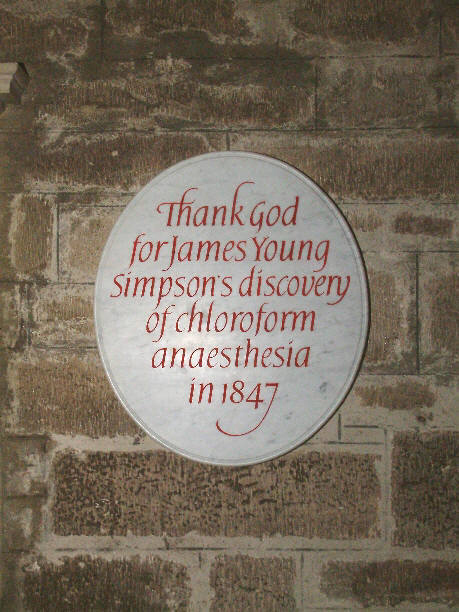 Thank God
for James Young
Simpson's discovery
of chloroform
anaesthesia
in 1847